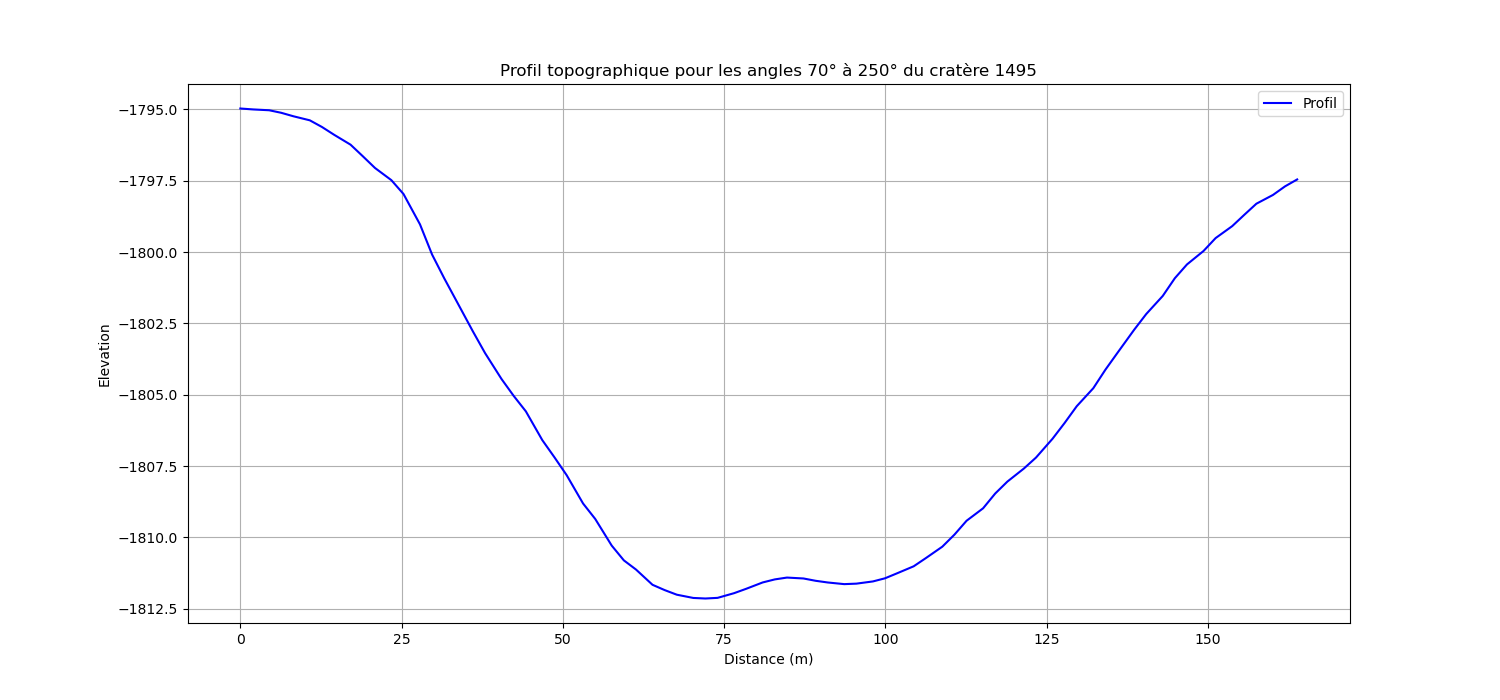 Profil topographique pour les angles 70° à 250° du cratère 1495
Profil
−1795.0
−1797.5
−1800.0
−1802.5
−1805.0
−1807.5
−1810.0
−1812.5
Elevation
0 25 50 75 100 125 150
Distance (m)